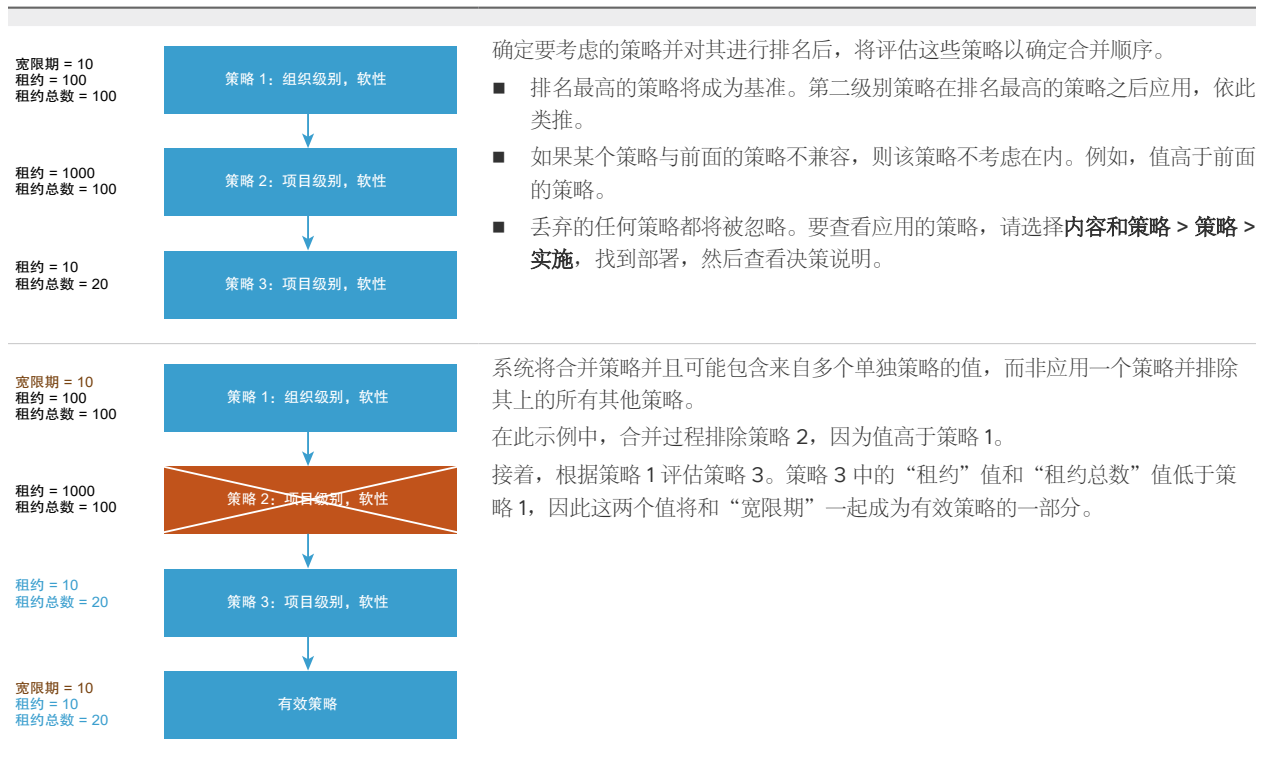 宽限期 = 10
租约 = 100
租约总数 = 100
策略 1：组织级别，软性
租约 = 1000
租约总数 = 100
策略 2：项目级别，软性
租约 = 10
租约总数 = 20
策略 3：项目级别，软性
确定要考虑的策略并对其进行排名后，将评估这些策略以确定合并顺序。
■ 排名最高的策略将成为基准。第二级别策略在排名最高的策略之后应用，依此
类推。
■ 如果某个策略与前面的策略不兼容，则该策略不考虑在内。例如，值高于前面
的策略。
■ 丢弃的任何策略都将被忽略。要查看应用的策略，请选择内容和策略 > 策略 >
实施，找到部署，然后查看决策说明。
宽限期 = 10
租约 = 100
租约总数 = 100
策略 1：组织级别，软性
租约 = 1000
租约总数 = 100
策略 2：项目级别，软性
租约 = 10
租约总数 = 20
策略 3：项目级别，软性
宽限期 = 10
租约 = 10
租约总数 = 20
有效策略
系统将合并策略并且可能包含来自多个单独策略的值，而非应用一个策略并排除
其上的所有其他策略。
在此示例中，合并过程排除策略 2，因为值高于策略 1。
接着，根据策略 1 评估策略 3。策略 3 中的“租约”值和“租约总数”值低于策
略 1，因此这两个值将和“宽限期”一起成为有效策略的一部分。